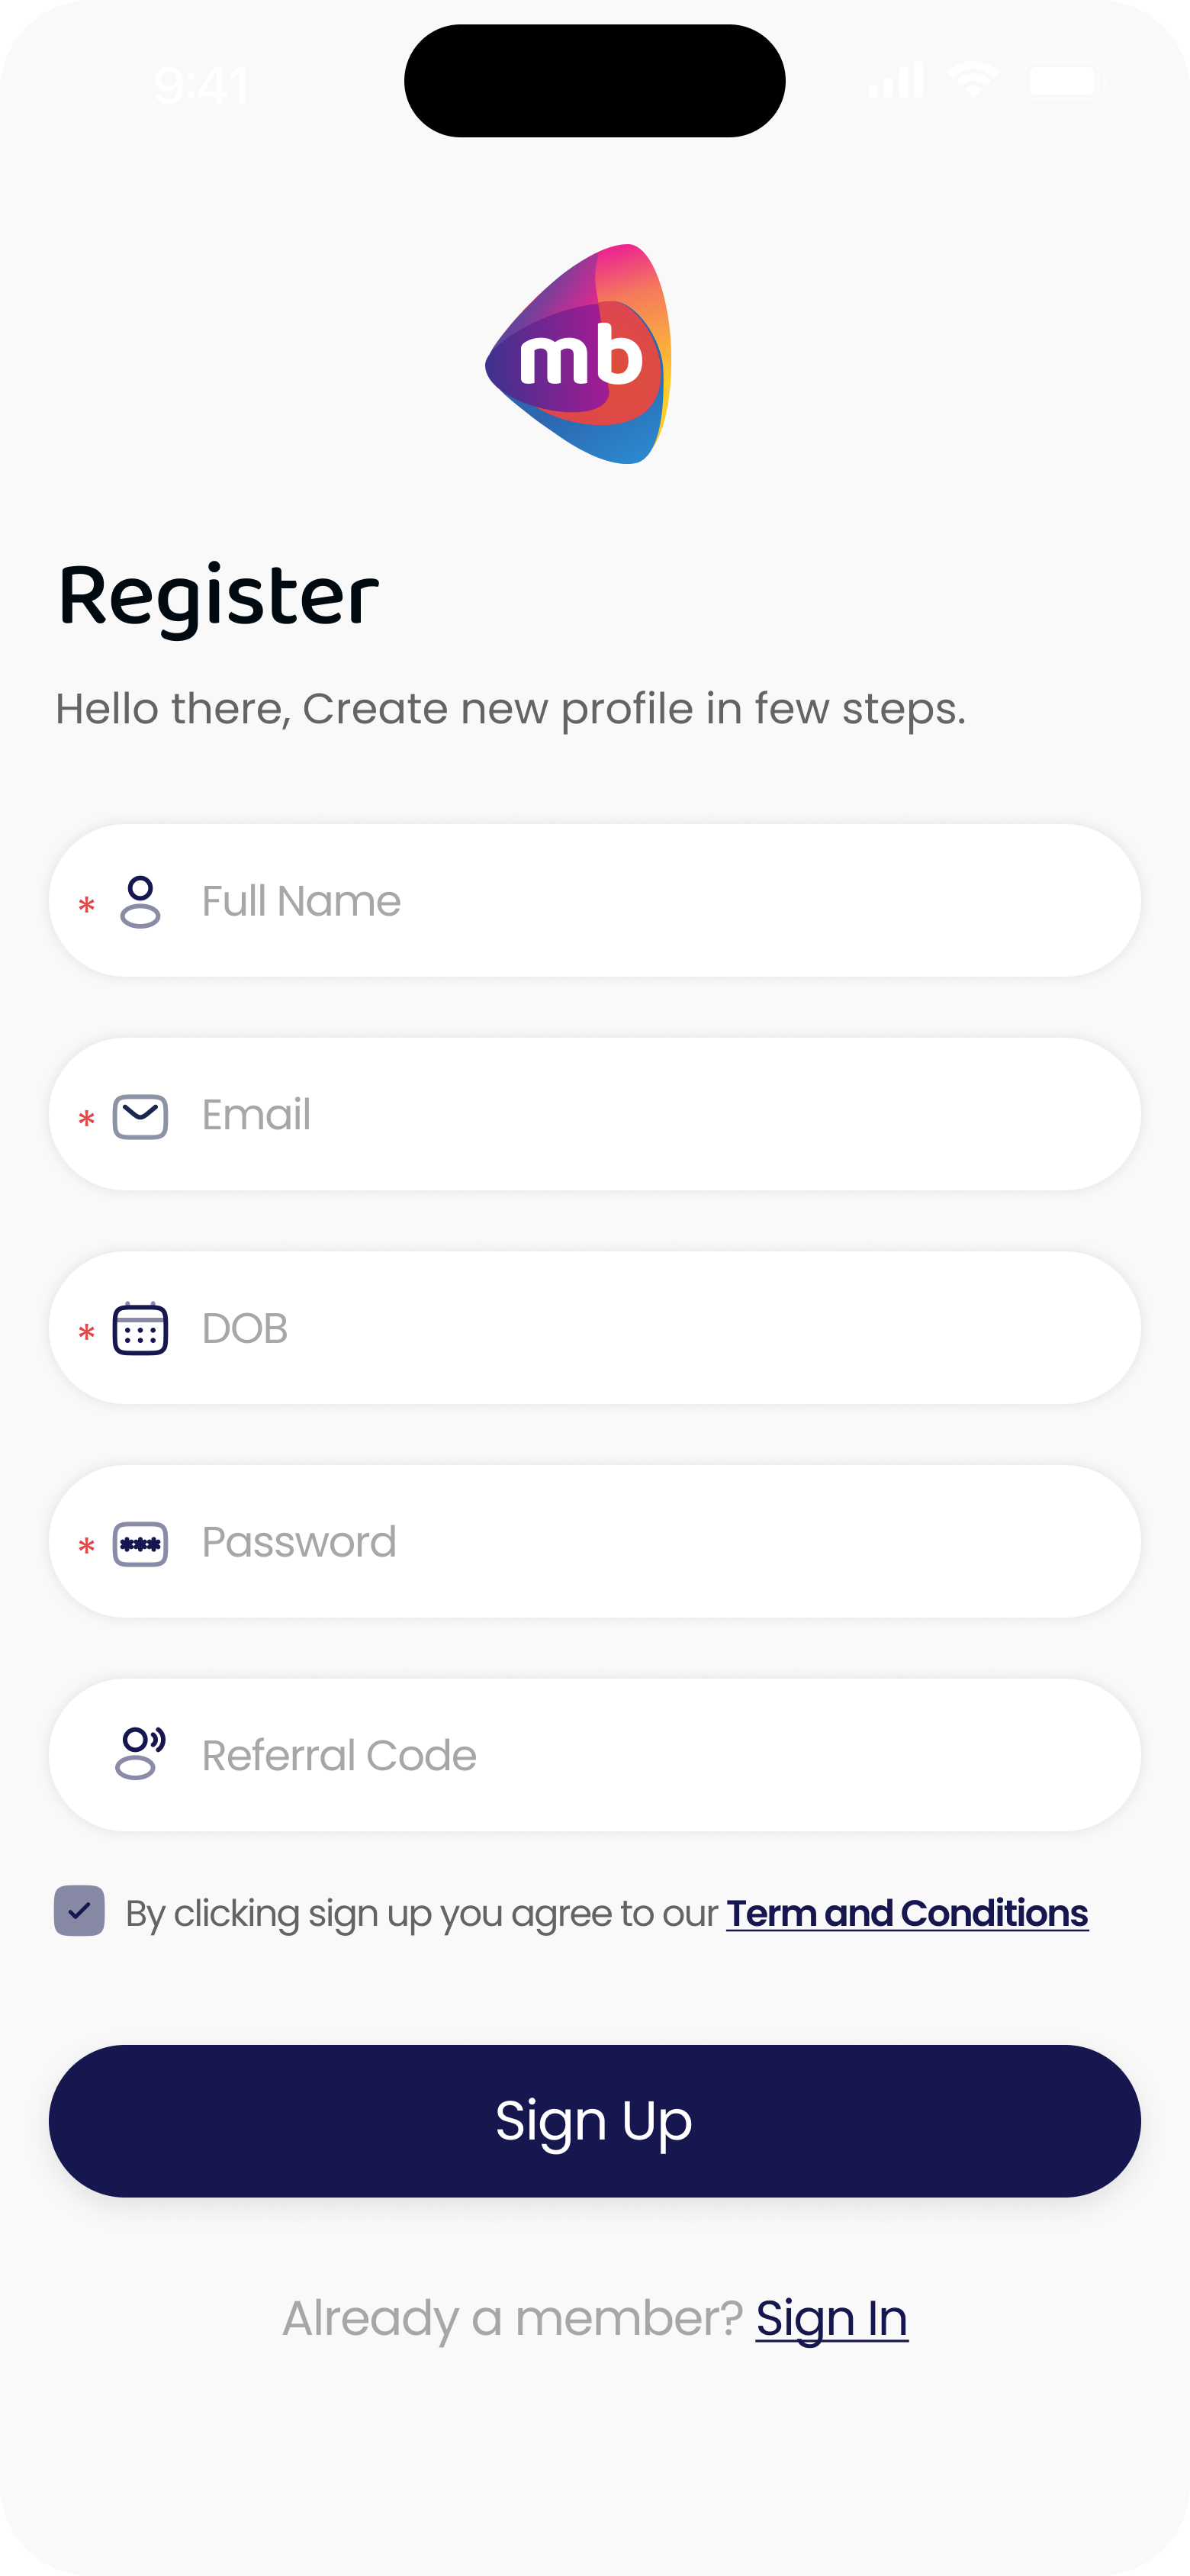 9:41
mb
Register
Hello there, Create new profile in few steps.
* Full Name
* Email
* DOB
* Password
Referral Code
By clicking sign up you agree to our Term and Conditions
Sign Up
Already a member? Sign In